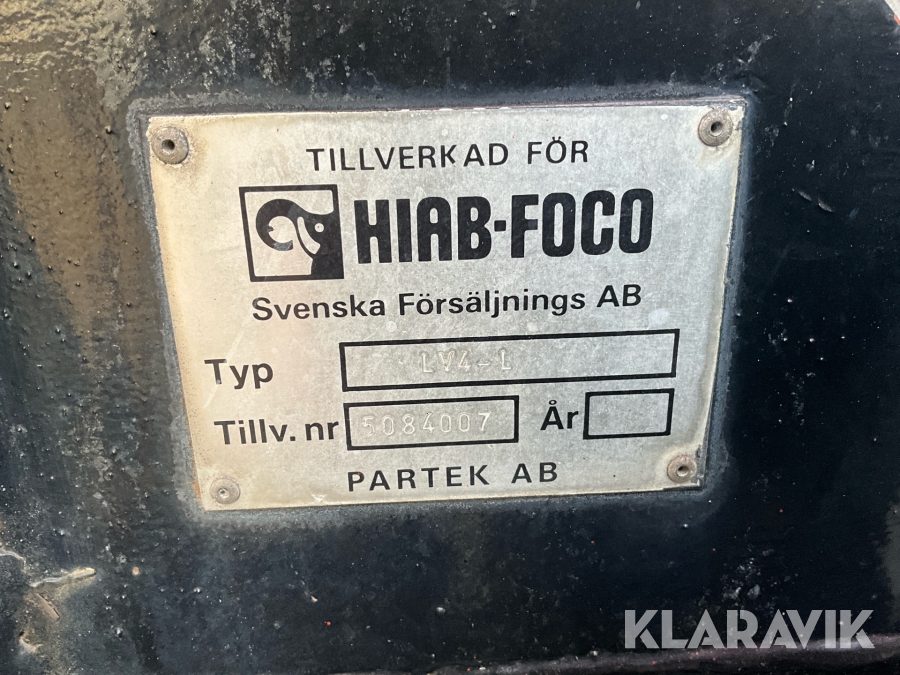 TILLVERKAD FÖR
HIAB-FOCO
Svenska Försäljnings AB
Typ LV4-L
Tillv. nr 5084007 År
PARTEK AB
KLARAVIK